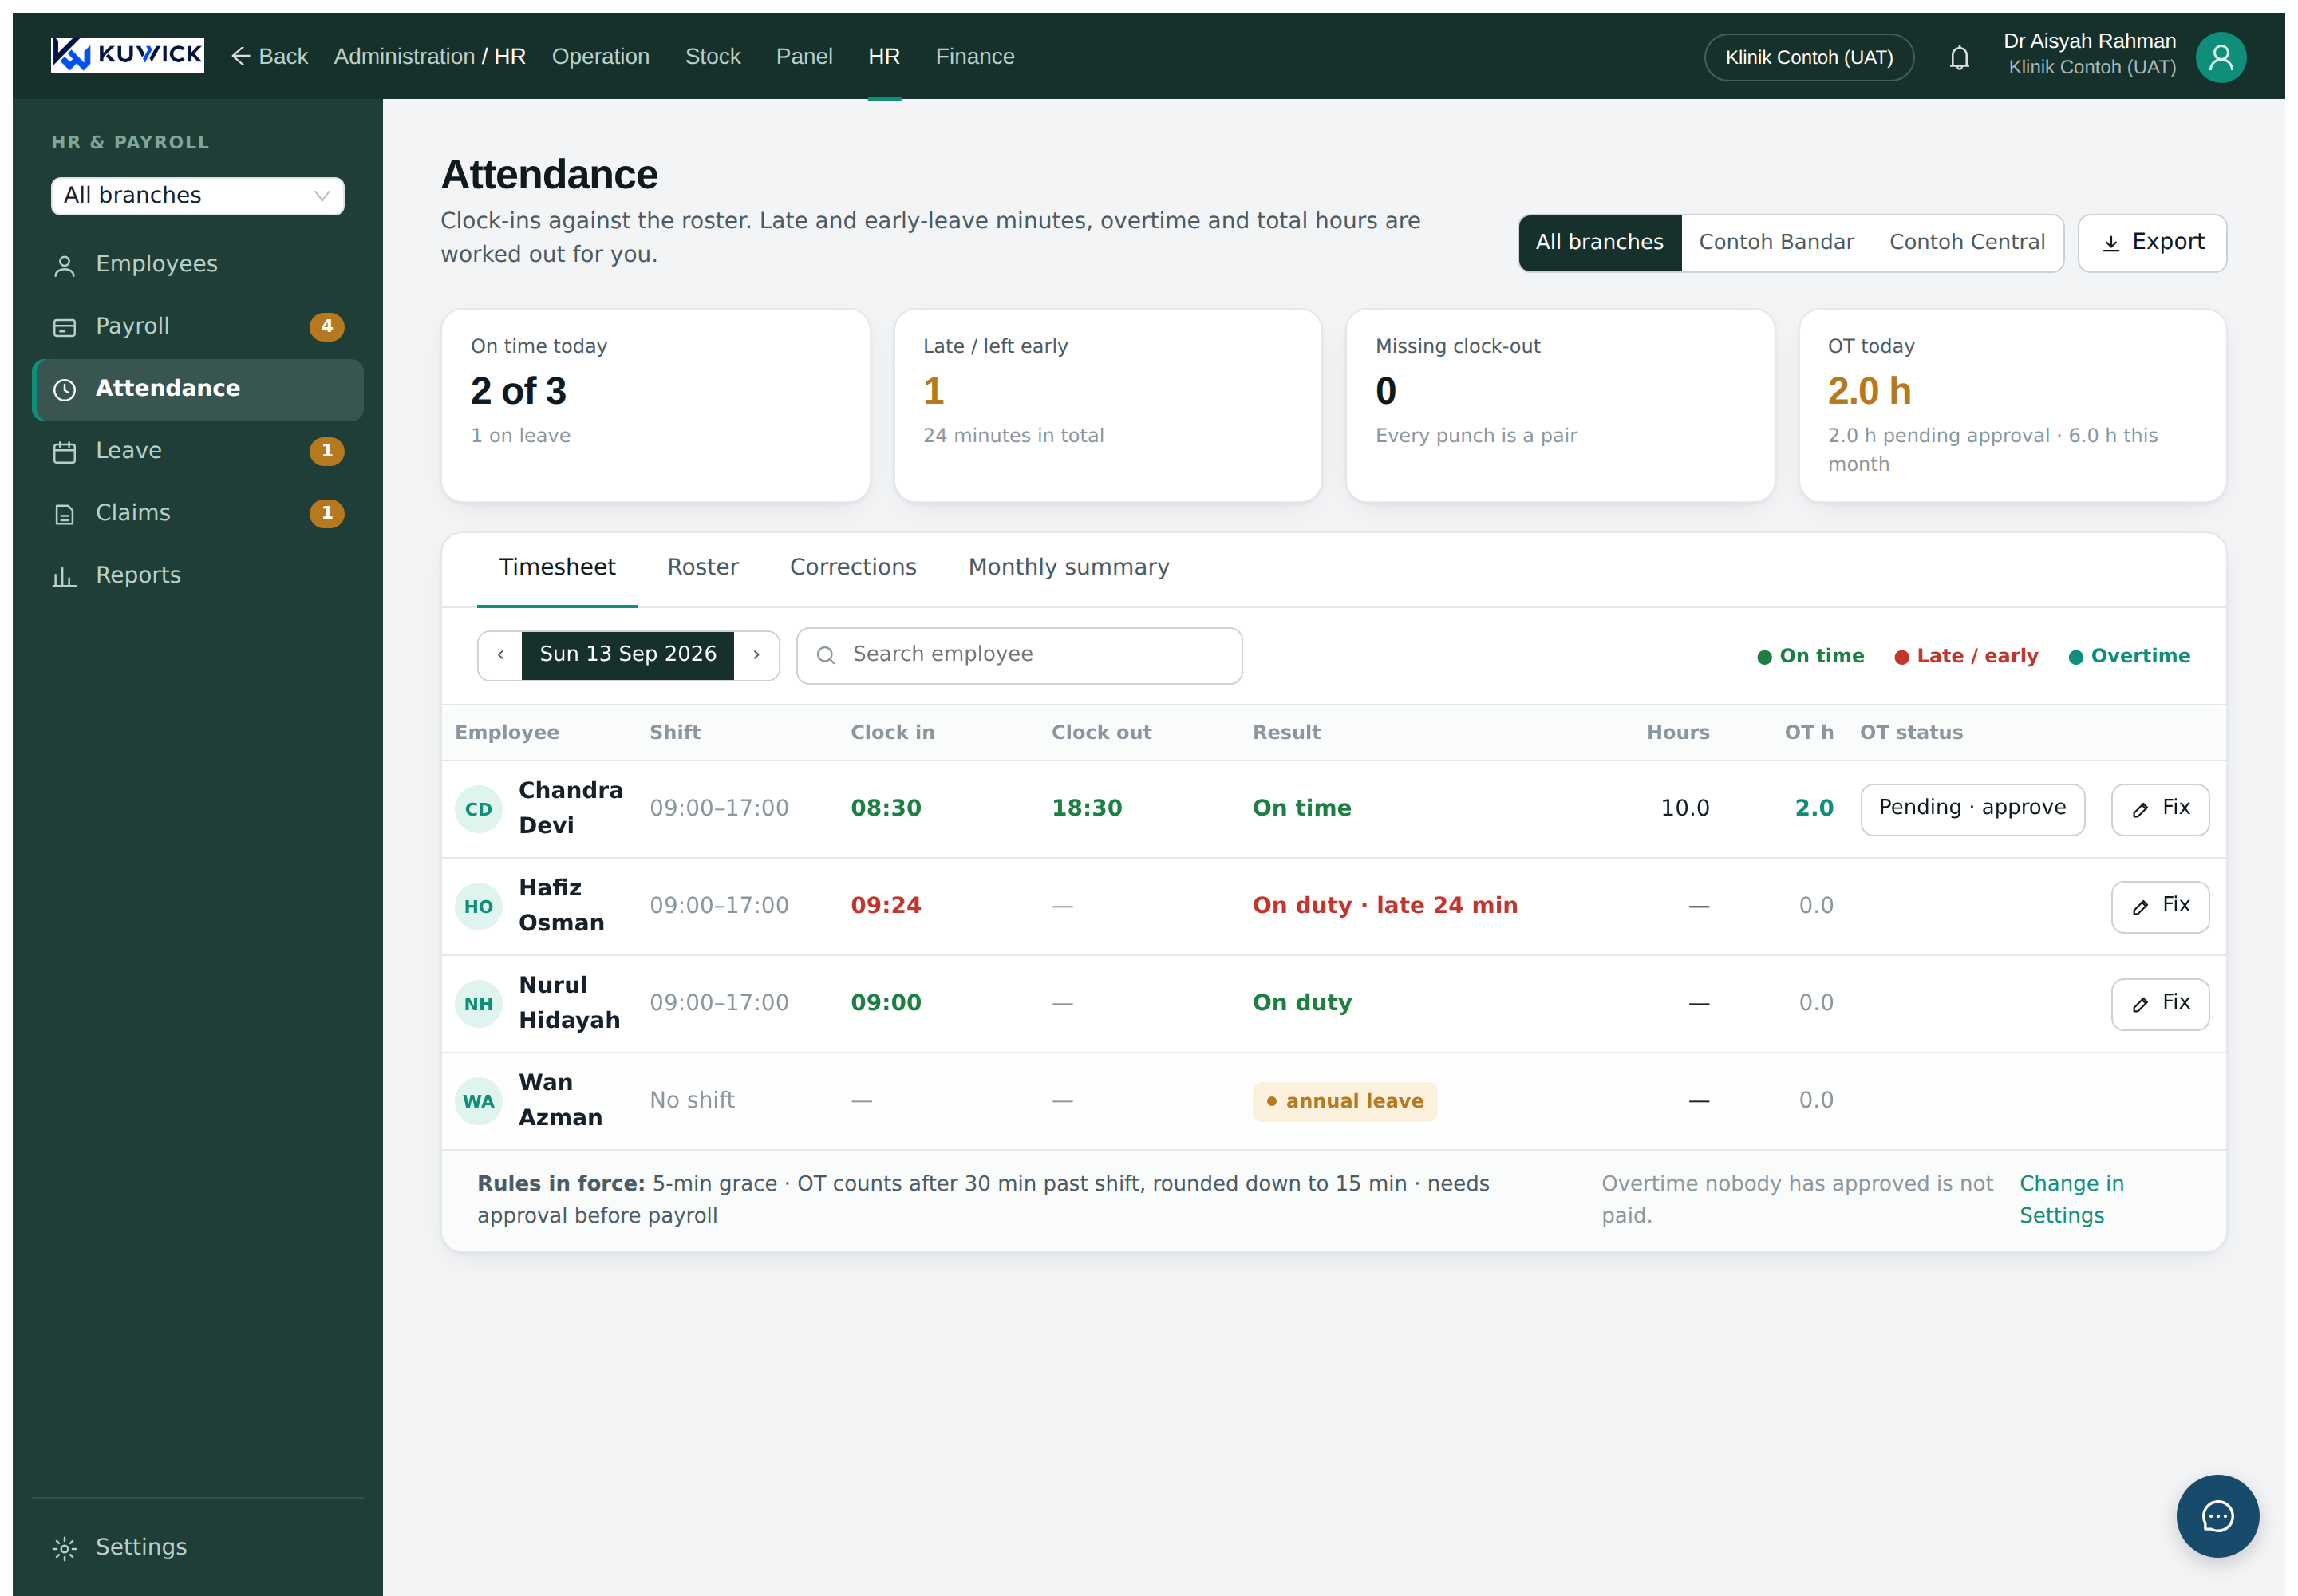 KUWICK
Back
Administration / HR
Operation
Stock
Panel
HR
Finance
Klinik Contoh (UAT)
Dr Aisyah Rahman
Klinik Contoh (UAT)
HR & PAYROLL
All branches
Employees
Payroll 4
Attendance
Leave 1
Claims 1
Reports
Settings
Attendance
Clock-ins against the roster. Late and early-leave minutes, overtime and total hours are
worked out for you.
All branches
Contoh Bandar
Contoh Central
Export
On time today
2 of 3
1 on leave
Late / left early
1
24 minutes in total
Missing clock-out
0
Every punch is a pair
OT today
2.0 h
2.0 h pending approval · 6.0 h this
month
Timesheet
Roster
Corrections
Monthly summary
‹ Sun 13 Sep 2026 ›
Search employee
On time
Late / early
Overtime
Employee Shift Clock in Clock out Result Hours OT h OT status
CD Chandra Devi 09:00–17:00 08:30 18:30 On time 10.0 2.0 Pending · approve Fix
HO Hafiz Osman 09:00–17:00 09:24 — On duty · late 24 min — 0.0 Fix
NH Nurul Hidayah 09:00–17:00 09:00 — On duty — 0.0 Fix
WA Wan Azman No shift — — annual leave — 0.0
Rules in force: 5-min grace · OT counts after 30 min past shift, rounded down to 15 min · needs
approval before payroll
Overtime nobody has approved is not
paid.
Change in
Settings